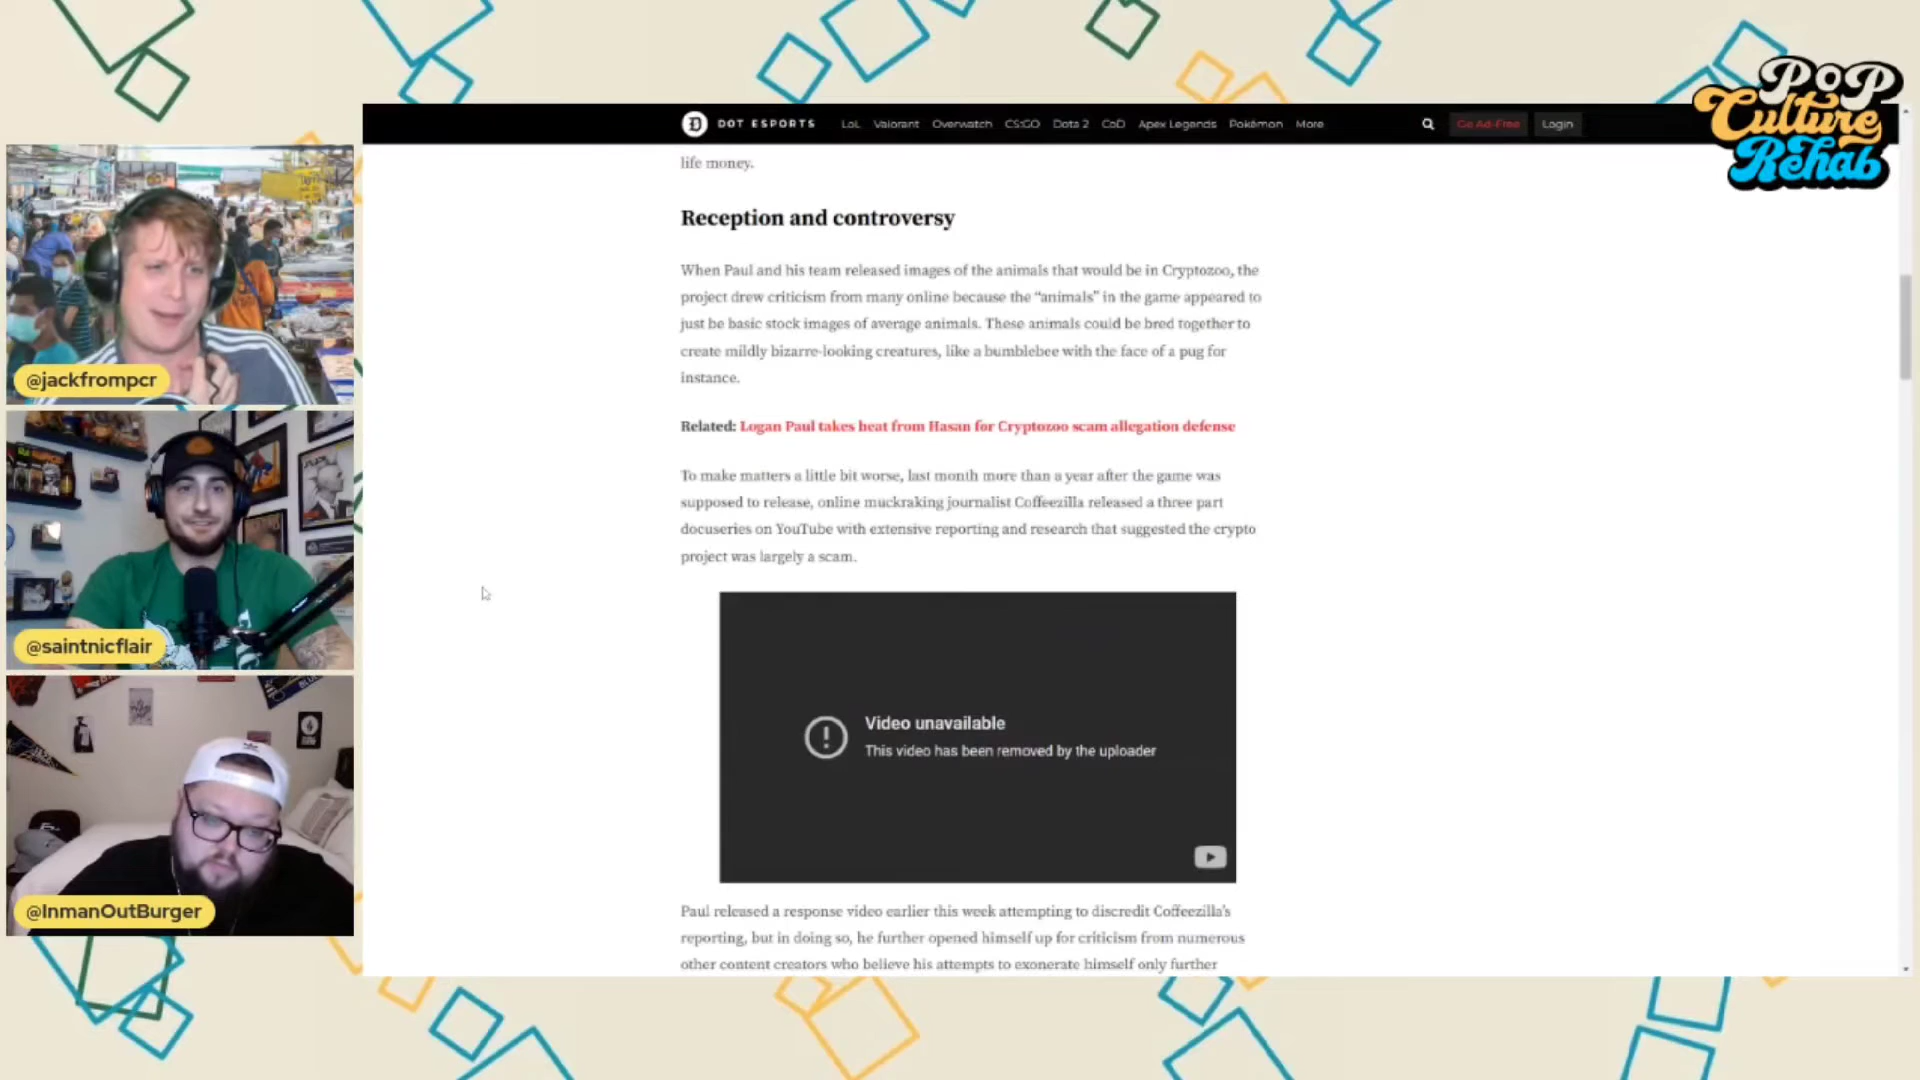 POP
Culture
Rehab
DOT ESPORTS LoL Valorant Overwatch CS:GO Dota 2 CoD Apex Legends Pokémon More Go Ad-Free Login
life money.
Reception and controversy
When Paul and his team released images of the animals that would be in Cryptozoo, the
project drew criticism from many online because the “animals” in the game appeared to
just be basic stock images of average animals. These animals could be bred together to
create mildly bizarre-looking creatures, like a bumblebee with the face of a pug for
instance.
Related: Logan Paul takes heat from Hasan for Cryptozoo scam allegation defense
To make matters a little bit worse, last month more than a year after the game was
supposed to release, online muckraking journalist Coffeezilla released a three part
docuseries on YouTube with extensive reporting and research that suggested the crypto
project was largely a scam.
Video unavailable
This video has been removed by the uploader
Paul released a response video earlier this week attempting to discredit Coffeezilla’s
reporting, but in doing so, he further opened himself up for criticism from numerous
other content creators who believe his attempts to exonerate himself only further
@jackfrompcr
@saintnicflair
@InmanOutBurger